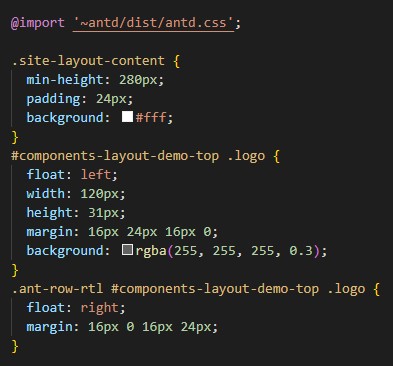 @import '~antd/dist/antd.css';
.site-layout-content {
min-height: 280px;
padding: 24px;
background: #fff;
}
#components-layout-demo-top .logo {
float: left;
width: 120px;
height: 31px;
margin: 16px 24px 16px 0;
background: rgba(255, 255, 255, 0.3);
}
.ant-row-rtl #components-layout-demo-top .logo {
float: right;
margin: 16px 0 16px 24px;
}